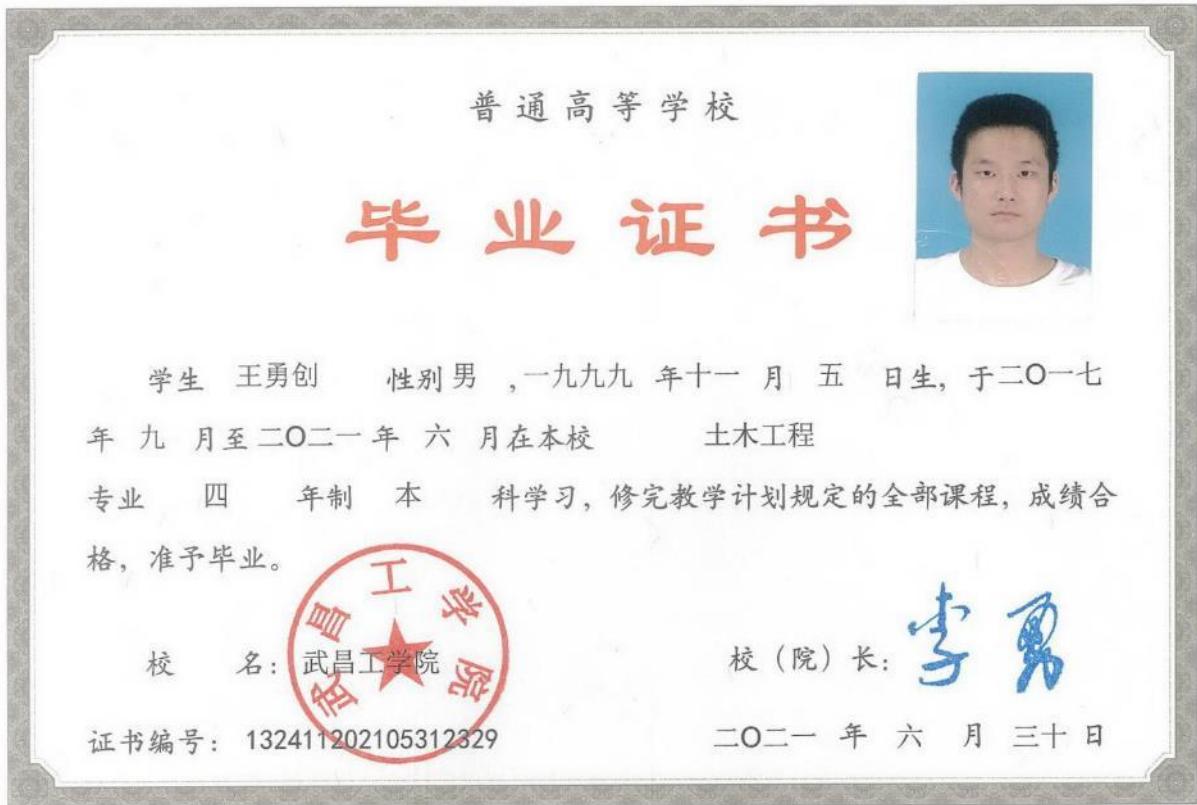 普通高等学校
毕业证书
学生 王勇创 性别 男 ,一九九九 年十一 月 五 日生, 于二〇一七
年 九 月至二〇二一 年 六 月在本校 土木工程
专业 四 年制 本 科学习, 修完教学计划规定的全部课程, 成绩合
格, 准予毕业。
武昌工学院
校 名: 武昌工学院 校（院）长: 李勇
证书编号: 132411202105312329 二〇二一 年 六 月 三十 日